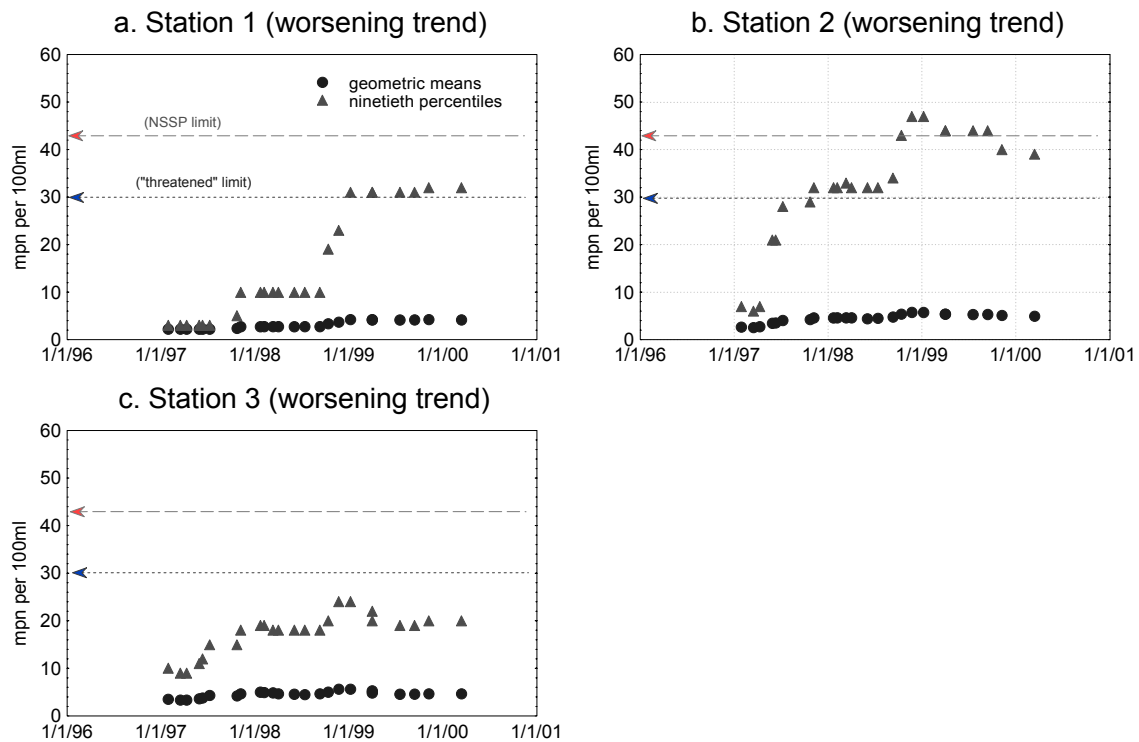 a. Station 1 (worsening trend)
60
50
40
30
20
10
0
mpn per 100ml
geometric means
ninetieth percentiles
(NSSP limit)
("threatened" limit)
1/1/96 1/1/97 1/1/98 1/1/99 1/1/00 1/1/01
b. Station 2 (worsening trend)
60
50
40
30
20
10
0
mpn per 100ml
1/1/96 1/1/97 1/1/98 1/1/99 1/1/00 1/1/01
c. Station 3 (worsening trend)
60
50
40
30
20
10
0
mpn per 100ml
1/1/96 1/1/97 1/1/98 1/1/99 1/1/00 1/1/01